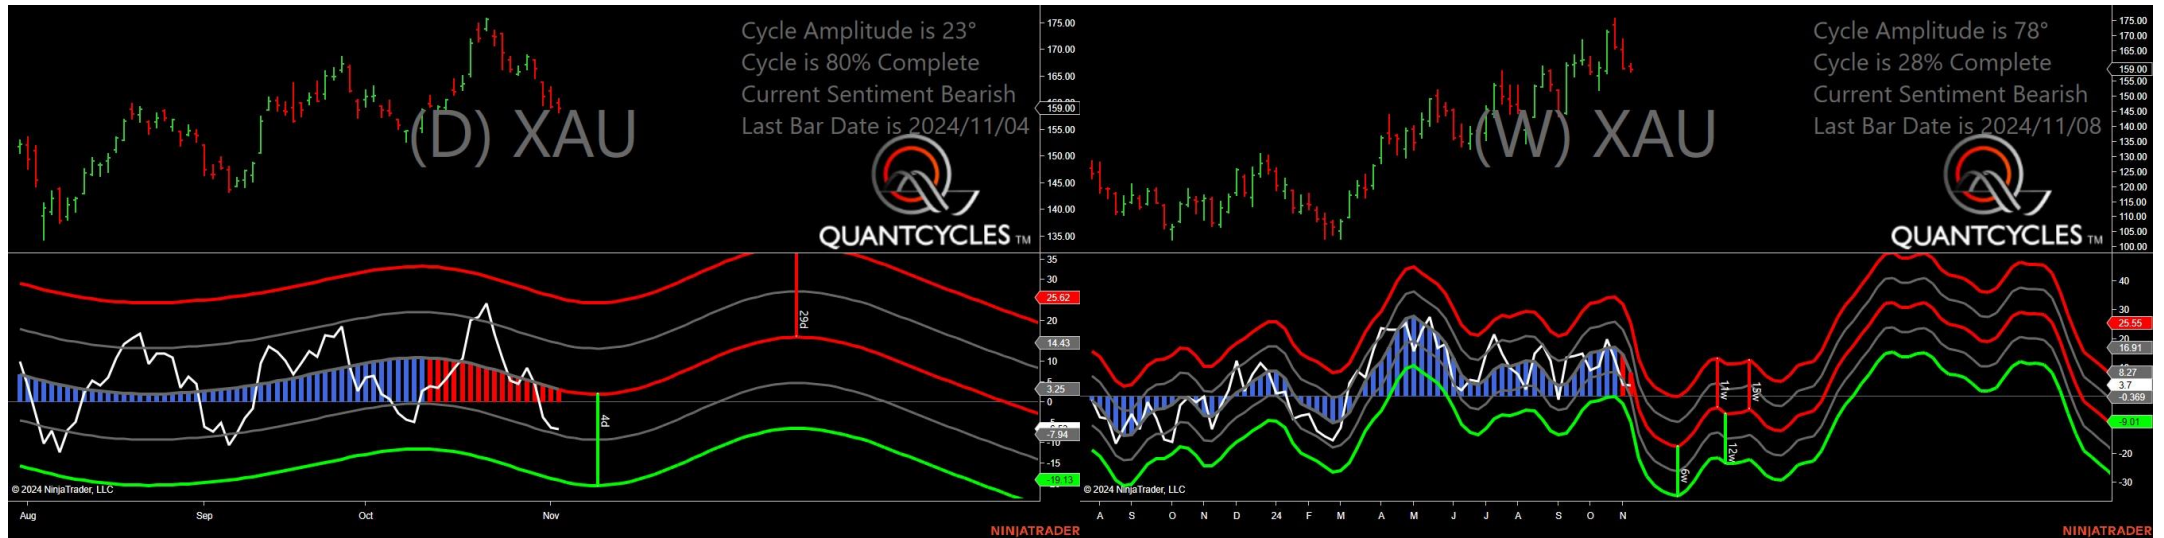 Cycle Amplitude is 23°
Cycle is 80% Complete
Current Sentiment Bearish
Last Bar Date is 2024/11/04
(D) XAU
QUANTCYCLES TM
175.00
170.00
165.00
159.00
155.00
150.00
145.00
140.00
135.00
35
30
25.62
20
14.43
10
3.25
0
-7.94
-10
-15
-19.13
29d
4d
© 2024 NinjaTrader, LLC
Aug
Sep
Oct
Nov
NINJATRADER
Cycle Amplitude is 78°
Cycle is 28% Complete
Current Sentiment Bearish
Last Bar Date is 2024/11/08
(W) XAU
QUANTCYCLES TM
175.00
170.00
165.00
159.00
155.00
150.00
145.00
140.00
135.00
130.00
125.00
120.00
115.00
110.00
105.00
100.00
40
30
25.55
20
16.91
8.27
3.7
-0.369
-9.01
-20
-30
6w
12w
© 2024 NinjaTrader, LLC
A S O N D 24 F M A M J J A S O N
NINJATRADER